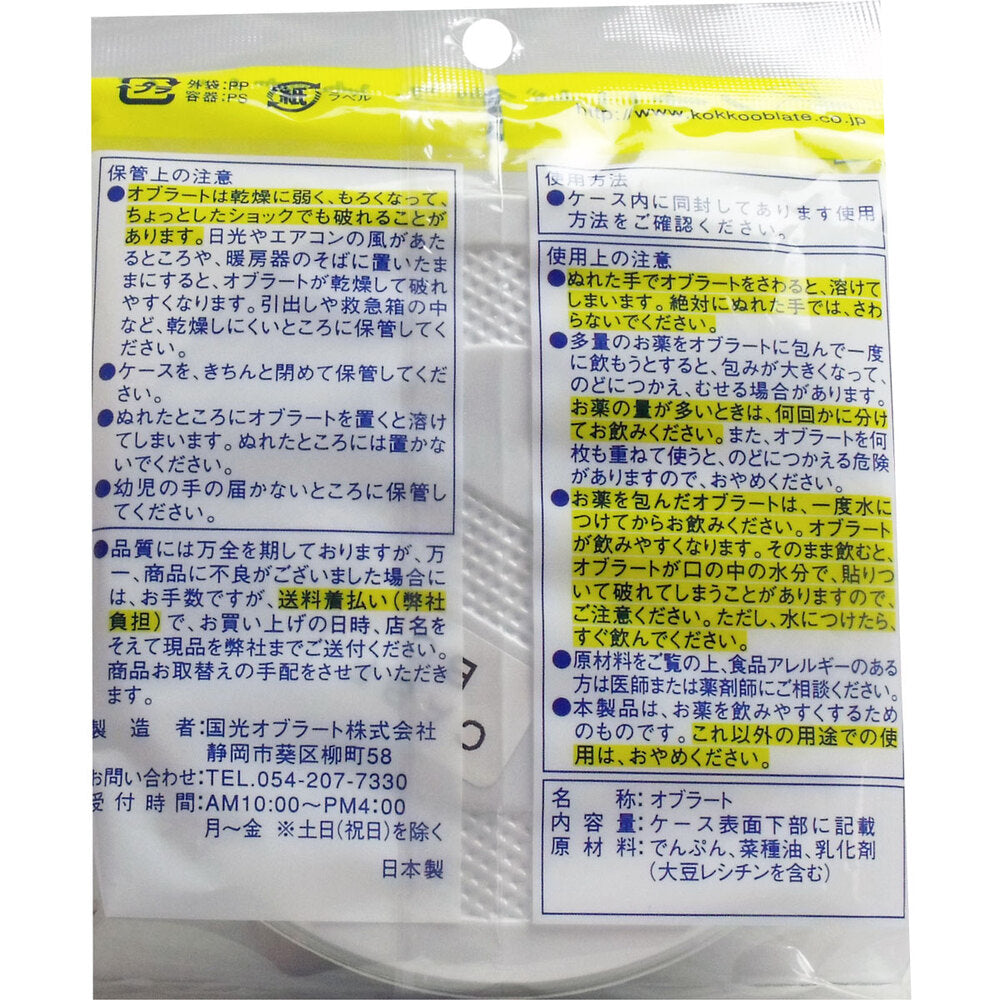 プラ
外袋:PP
容器:PS
紙
ラベル
http://www.kokkooblate.co.jp
保管上の注意
●オブラートは乾燥に弱く、もろくなって、
ちょっとしたショックでも破れることが
あります。日光やエアコンの風があた
るところや、暖房器のそばに置いたま
まにすると、オブラートが乾燥して破れ
やすくなります。引出しや救急箱の中
など、乾燥しにくいところに保管してく
ださい。
●ケースを、きちんと閉めて保管してくだ
さい。
●ぬれたところにオブラートを置くと溶け
てしまいます。ぬれたところには置かな
いでください。
●幼児の手の届かないところに保管し
てください。
●品質には万全を期しておりますが、万
一、商品に不良がございました場合に
は、お手数ですが、送料着払い(弊社
負担)で、お買い上げの日時、店名を
そえて現品を弊社までご送付ください。
商品お取替えの手配をさせていただき
ます。
製造者:国光オブラート株式会社
静岡市葵区柳町58
お問い合わせ:TEL.054-207-7330
受付時間:AM10:00〜PM4:00
月〜金 ※土日(祝日)を除く
日本製
使用方法
●ケース内に同封してあります使用
方法をご確認ください。
使用上の注意
●ぬれた手でオブラートをさわると、溶けて
しまいます。絶対にぬれた手では、さわ
らないでください。
●多量のお薬をオブラートに包んで一度
に飲もうとすると、包みが大きくなって、
のどにつかえ、むせる場合があります。
お薬の量が多いときは、何回かに分け
てお飲みください。また、オブラートを何
枚も重ねて使うと、のどにつかえる危険
がありますので、おやめください。
●お薬を包んだオブラートは、一度水に
つけてからお飲みください。オブラート
が飲みやすくなります。そのまま飲むと、
オブラートが口の中の水分で、貼りつ
いて破れてしまうことがありますので、
ご注意ください。ただし、水につけたら、
すぐ飲んでください。
●原材料をご覧の上、食品アレルギーのある
方は医師または薬剤師にご相談ください。
●本製品は、お薬を飲みやすくするため
のものです。これ以外の用途での使
用は、おやめください。
名称:オブラート
内容量:ケース表面下部に記載
原材料:でんぷん、菜種油、乳化剤
(大豆レシチンを含む)